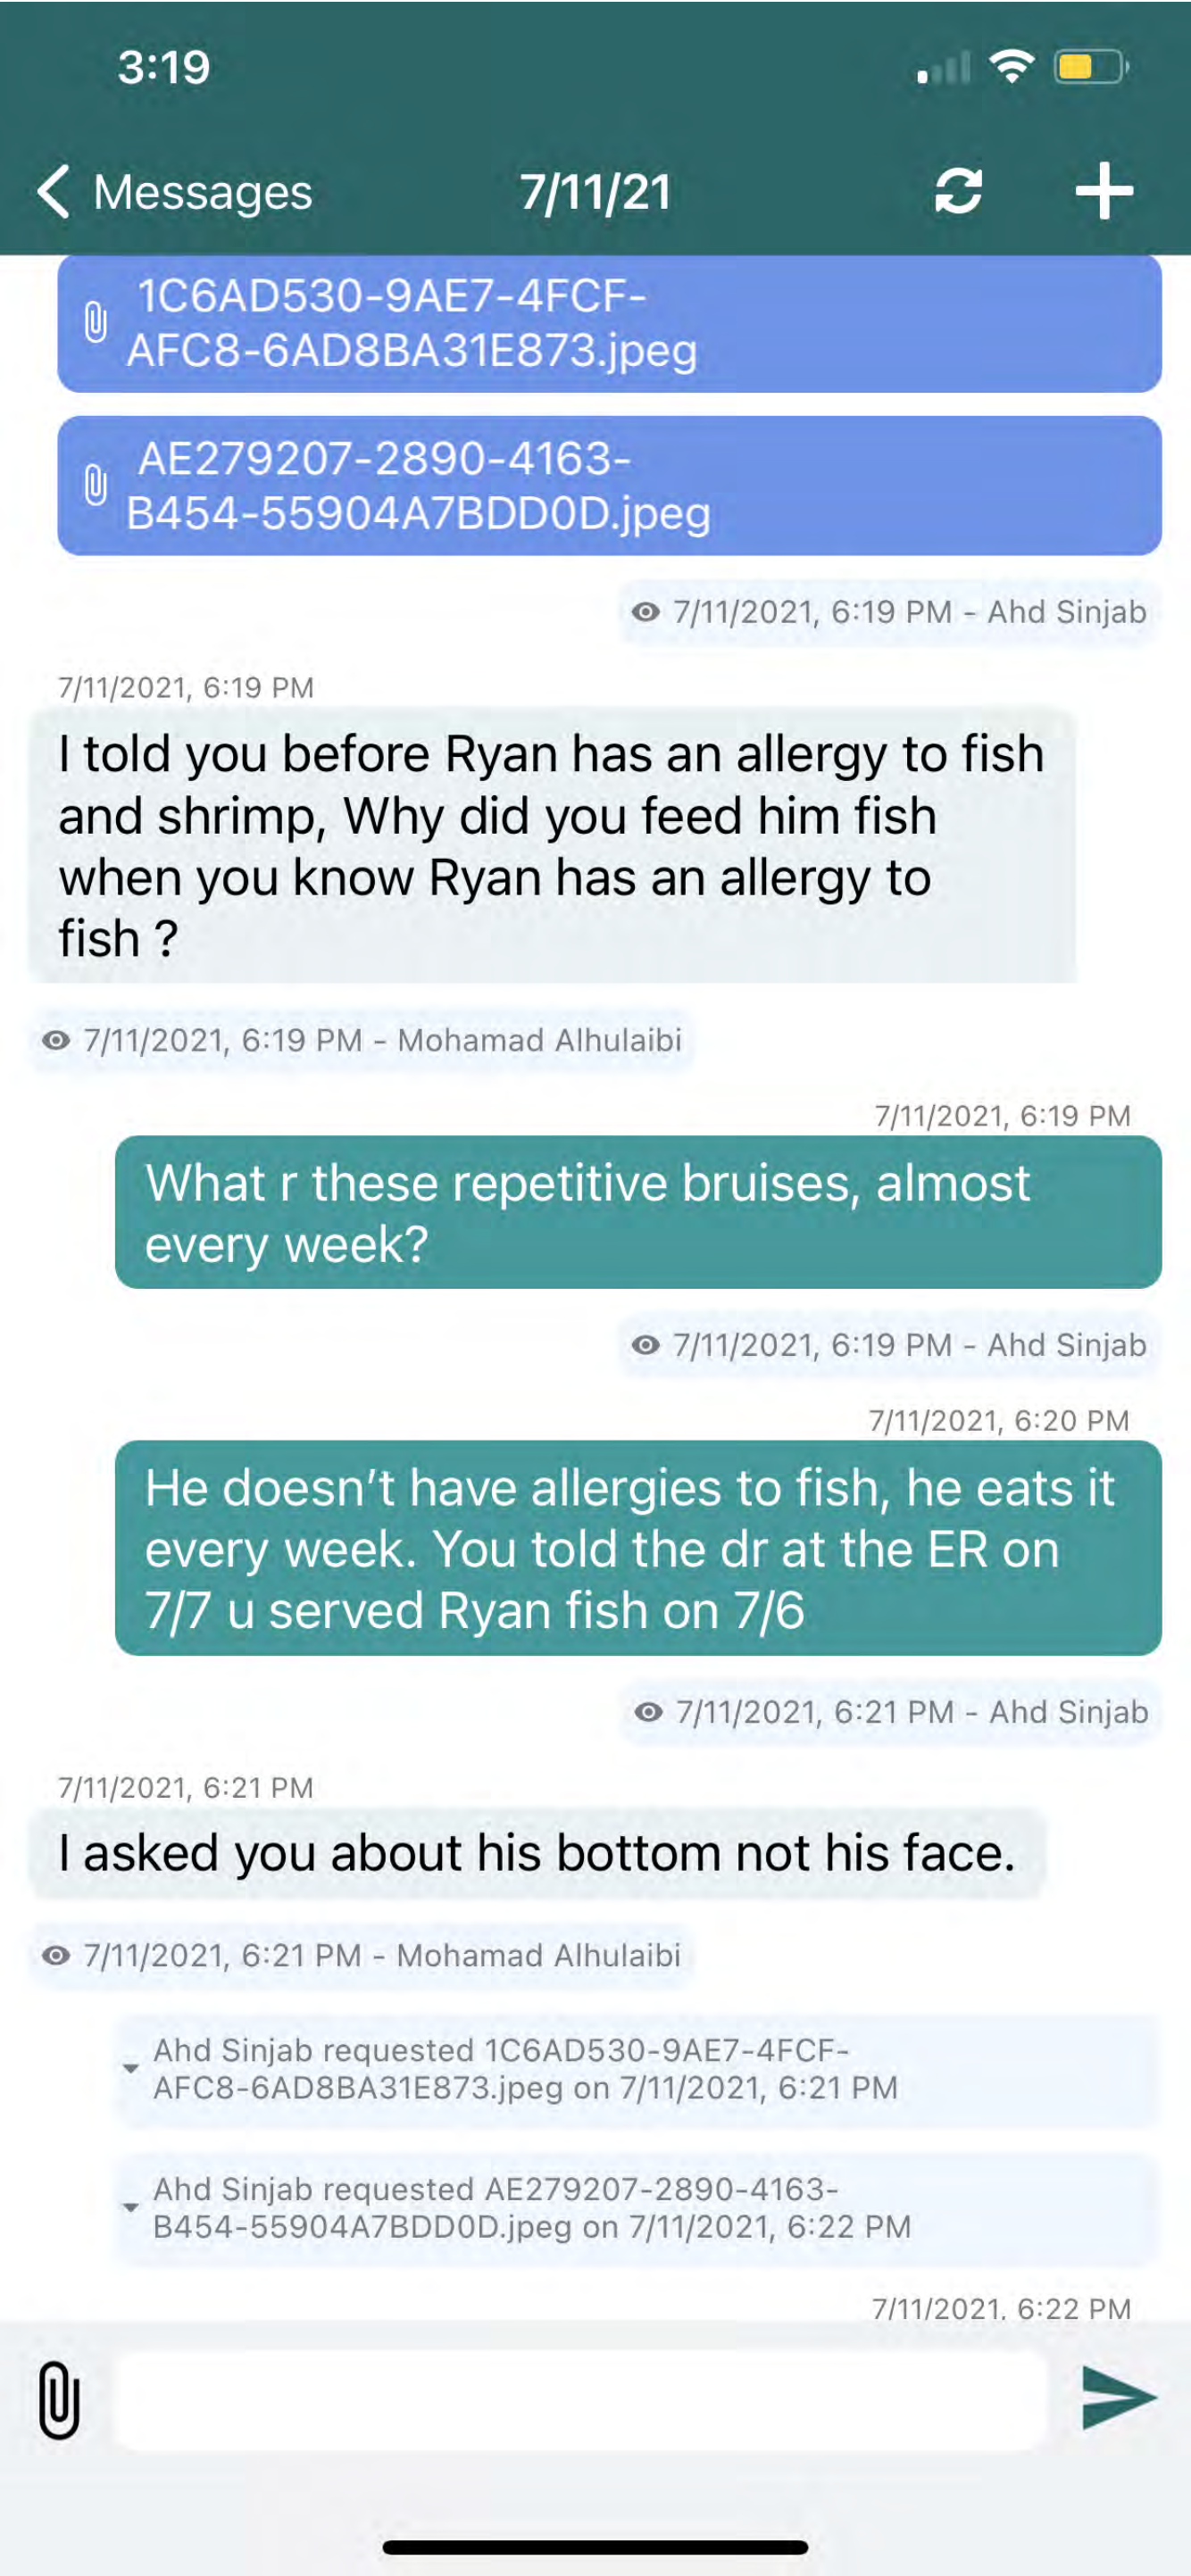 3:19
Messages
7/11/21
1C6AD530-9AE7-4FCF-
AFC8-6AD8BA31E873.jpeg
AE279207-2890-4163-
B454-55904A7BDD0D.jpeg
7/11/2021, 6:19 PM - Ahd Sinjab
7/11/2021, 6:19 PM
I told you before Ryan has an allergy to fish
and shrimp, Why did you feed him fish
when you know Ryan has an allergy to
fish ?
7/11/2021, 6:19 PM - Mohamad Alhulaibi
7/11/2021, 6:19 PM
What r these repetitive bruises, almost
every week?
7/11/2021, 6:19 PM - Ahd Sinjab
7/11/2021, 6:20 PM
He doesn't have allergies to fish, he eats it
every week. You told the dr at the ER on
7/7 u served Ryan fish on 7/6
7/11/2021, 6:21 PM - Ahd Sinjab
7/11/2021, 6:21 PM
I asked you about his bottom not his face.
7/11/2021, 6:21 PM - Mohamad Alhulaibi
Ahd Sinjab requested 1C6AD530-9AE7-4FCF-
AFC8-6AD8BA31E873.jpeg on 7/11/2021, 6:21 PM
Ahd Sinjab requested AE279207-2890-4163-
B454-55904A7BDD0D.jpeg on 7/11/2021, 6:22 PM
7/11/2021, 6:22 PM